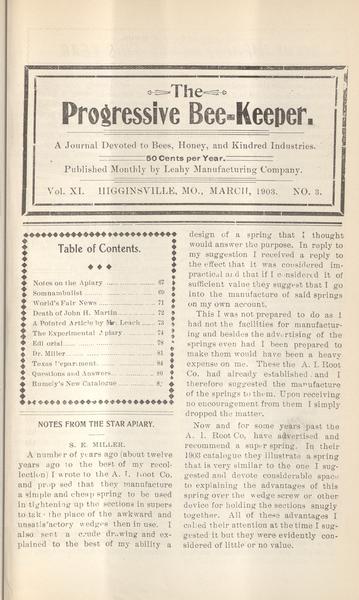 The
Progressive Bee-Keeper.
A Journal Devoted to Bees, Honey, and Kindred Industries.
50 Cents per Year.
Published Monthly by Leahy Manufacturing Company.
Vol. XI. HIGGINSVILLE, MO., MARCH, 1903. NO. 3.
Table of Contents.
Notes on the Apiary ........ 67
Somnambulist ........ 69
World's Fair News ........ 71
Death of John H. Martin ........ 72
A Pointed Article by Mr. Leach ...... 73
The Experimental Apiary ........ 74
Editorial ........ 78
Dr. Miller ........ 81
Texas Department ........ 84
Questions and Answers ........
Rumely's New Catalogue ........
NOTES FROM THE STAR APIARY.
S. E. MILLER.
A number of years ago (about twelve
years ago to the best of my recol-
lection) I wrote to the A. I. Root Co.
and proposed that they manufacture
a simple and cheap spring to be used
in tightening up the sections in supers
to take the place of the awkward and
unsatisfactory wedges then in use. I
also sent a crude drawing and ex-
plained to the best of my ability a
design of a spring that I thought
would answer the purpose. In reply to
my suggestion I received a reply to
the effect that it was considered im-
practical and that if I considered it of
sufficient value they suggest that I go
into the manufacture of said springs
on my own account.
This I was not prepared to do as I
had not the facilities for manufactur-
ing and besides the advertising of the
springs even had I been prepared to
make them would have been a heavy
expense on me. These the A. I. Root
Co. had already established and I
therefore suggested the manufacture
of the springs to them. Upon receiving
no encouragement from them I simply
dropped the matter.
Now and for some years past the
A. I. Root Co, have advertised and
recommend a super spring. In their
1903 catalogue they illustrate a spring
that is very similar to the one I sug-
gested and devote considerable space
to explaining the advantages of this
spring over the wedge screw or other
device for holding the sections snugly
together. All of these advantages I
called their attention at the time I sug-
gested it but they were evidently con-
sidered of little or no value.